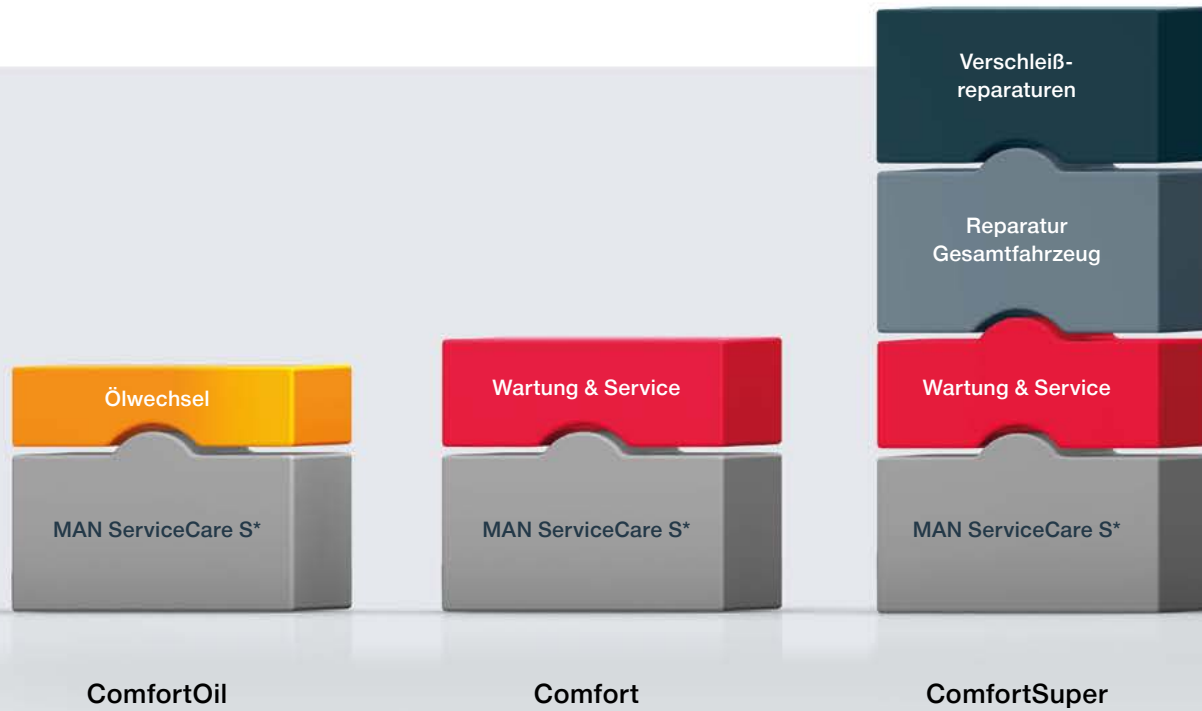 Verschleiß-
reparaturen
Reparatur
Gesamtfahrzeug
Ölwechsel
Wartung & Service
Wartung & Service
MAN ServiceCare S*
MAN ServiceCare S*
MAN ServiceCare S*
ComfortOil
Comfort
ComfortSuper